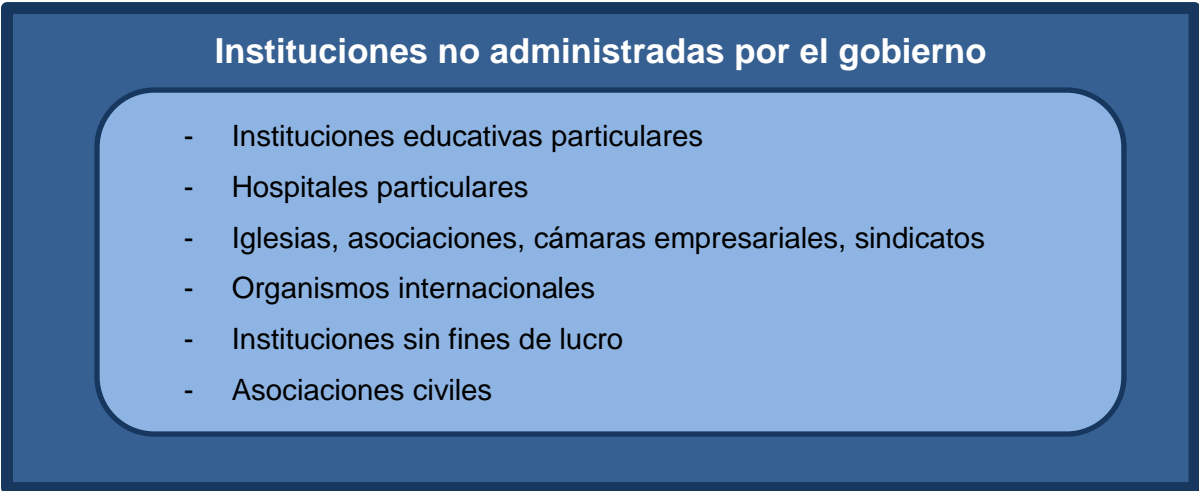 Instituciones no administradas por el gobierno
- Instituciones educativas particulares
- Hospitales particulares
- Iglesias, asociaciones, cámaras empresariales, sindicatos
- Organismos internacionales
- Instituciones sin fines de lucro
- Asociaciones civiles